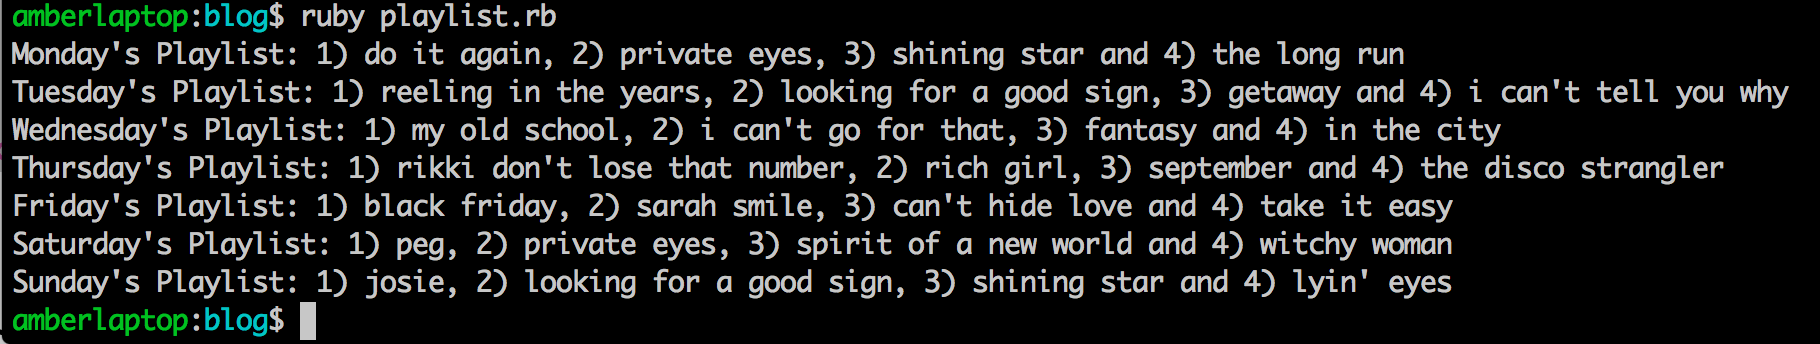 amberlaptop:blog$ ruby playlist.rb
Monday's Playlist: 1) do it again, 2) private eyes, 3) shining star and 4) the long run
Tuesday's Playlist: 1) reeling in the years, 2) looking for a good sign, 3) getaway and 4) i can't tell you why
Wednesday's Playlist: 1) my old school, 2) i can't go for that, 3) fantasy and 4) in the city
Thursday's Playlist: 1) rikki don't lose that number, 2) rich girl, 3) september and 4) the disco strangler
Friday's Playlist: 1) black friday, 2) sarah smile, 3) can't hide love and 4) take it easy
Saturday's Playlist: 1) peg, 2) private eyes, 3) spirit of a new world and 4) witchy woman
Sunday's Playlist: 1) josie, 2) looking for a good sign, 3) shining star and 4) lyin' eyes
amberlaptop:blog$